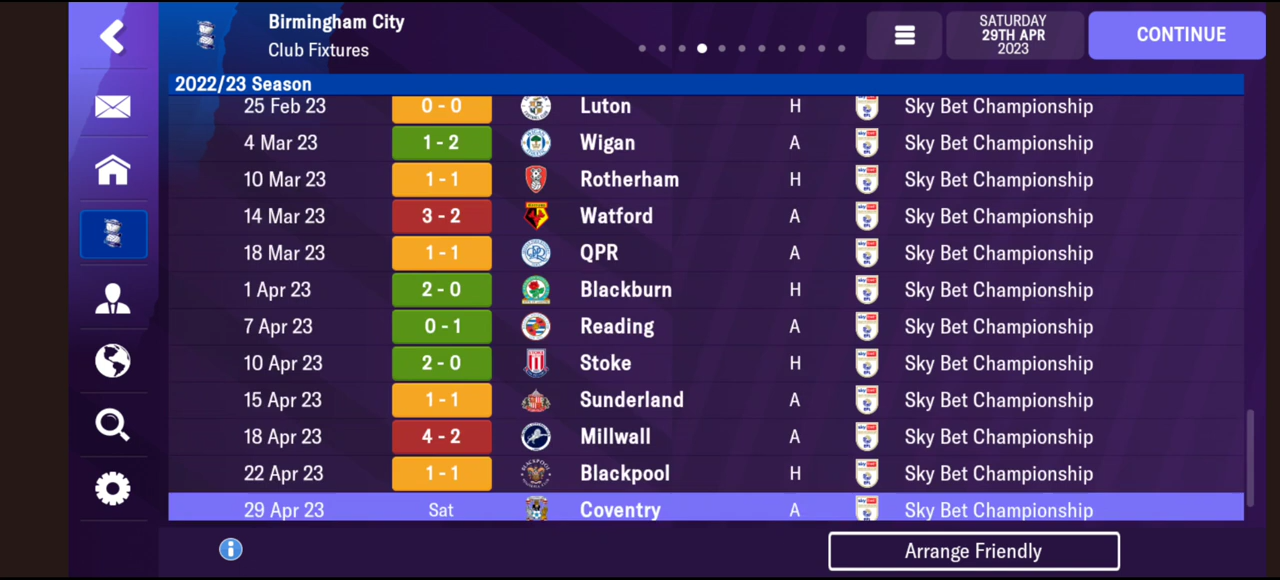 Birmingham City
Club Fixtures
SATURDAY
29TH APR
2023
CONTINUE
2022/23 Season
25 Feb 23 0 - 0 Luton H Sky Bet Championship
4 Mar 23 1 - 2 Wigan A Sky Bet Championship
10 Mar 23 1 - 1 Rotherham H Sky Bet Championship
14 Mar 23 3 - 2 Watford A Sky Bet Championship
18 Mar 23 1 - 1 QPR A Sky Bet Championship
1 Apr 23 2 - 0 Blackburn H Sky Bet Championship
7 Apr 23 0 - 1 Reading A Sky Bet Championship
10 Apr 23 2 - 0 Stoke H Sky Bet Championship
15 Apr 23 1 - 1 Sunderland A Sky Bet Championship
18 Apr 23 4 - 2 Millwall A Sky Bet Championship
22 Apr 23 1 - 1 Blackpool H Sky Bet Championship
29 Apr 23 Sat Coventry A Sky Bet Championship
Arrange Friendly